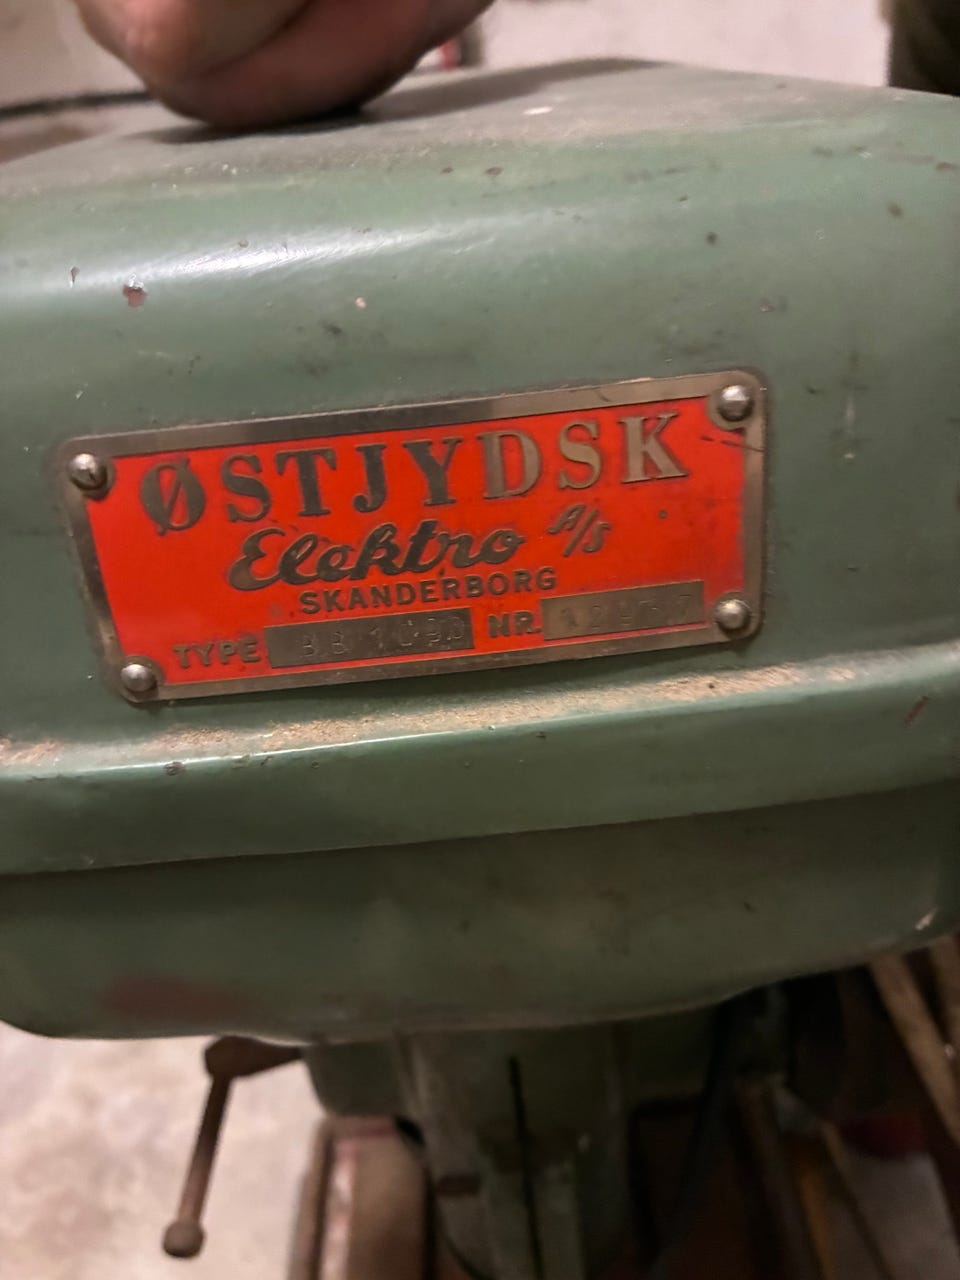 ØSTJYDSK
Elektro A/S
SKANDERBORG
TYPE NR.